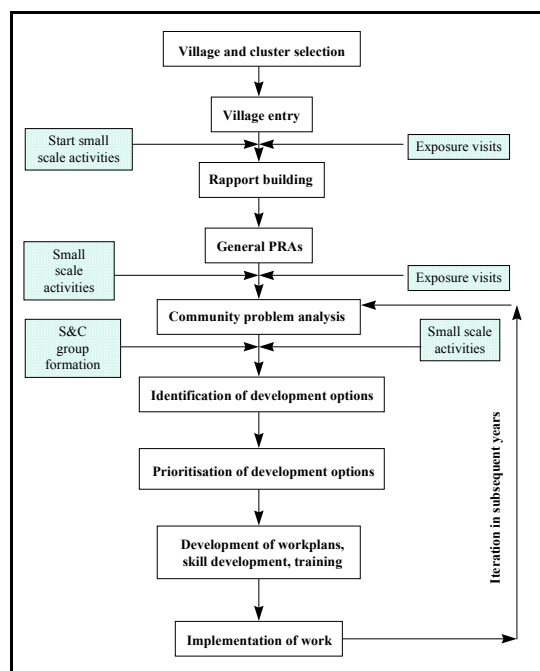 Village and cluster selection
Village entry
Start small
scale activities
Exposure visits
Rapport building
General PRAs
Small
scale
activities
Exposure visits
Community problem analysis
S&C
group
formation
Small scale
activities
Identification of development options
Prioritisation of development options
Development of workplans,
skill development, training
Implementation of work
Iteration in subsequent years